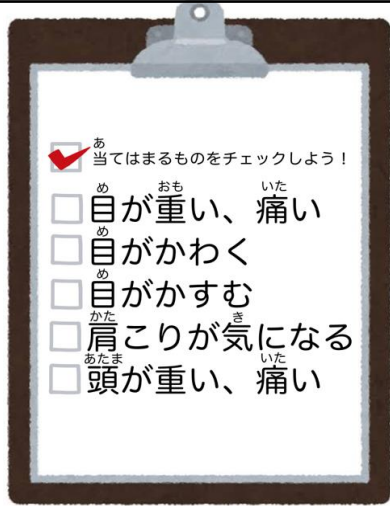 当てはまるものをチェックしよう！
目が重い、痛い
目がかわく
目がかすむ
肩こりが気になる
頭が重い、痛い